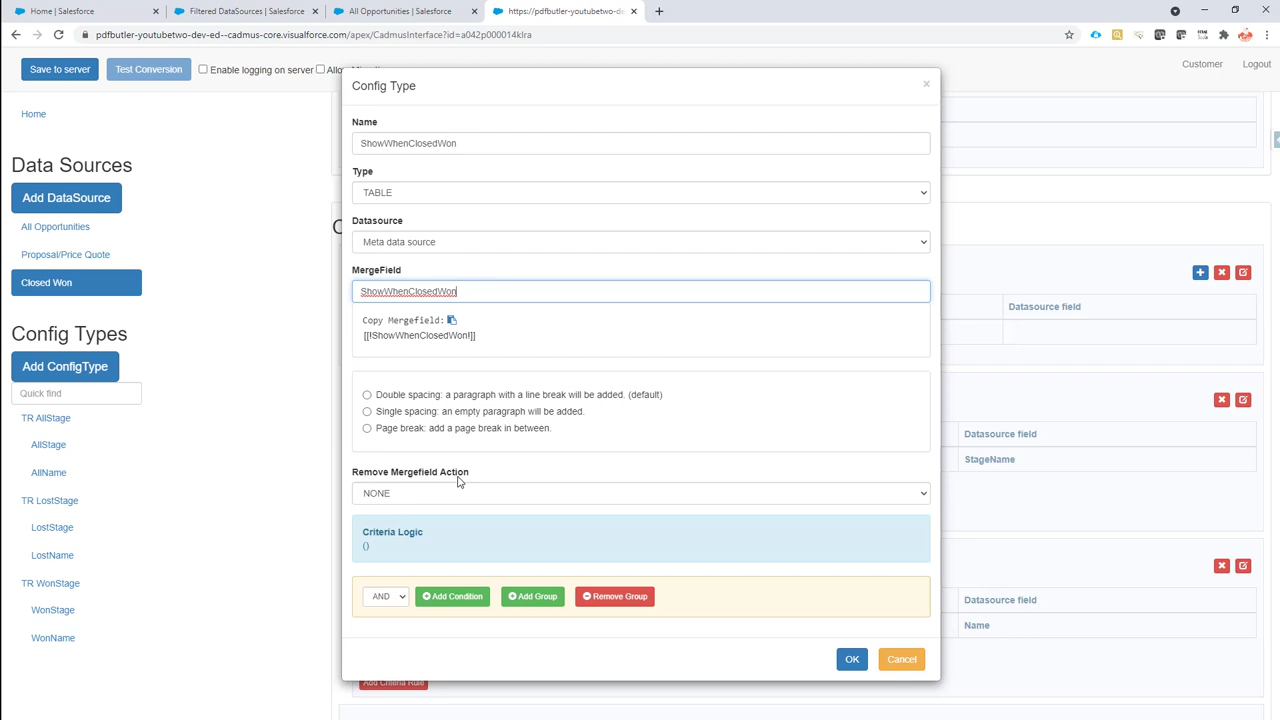 Home | Salesforce
Filtered DataSources | Salesforce
All Opportunities | Salesforce
https://pdfbutler-youtubetwo-de
pdfbutler-youtubetwo-dev-ed--cadmus-core.visualforce.com/apex/CadmusInterface?id=a042p000014klra
Save to server
Test Conversion
Enable logging on server
Customer
Logout
Home
Data Sources
Add DataSource
All Opportunities
Proposal/Price Quote
Closed Won
Config Types
Add ConfigType
Quick find
TR AllStage
AllStage
AllName
TR LostStage
LostStage
LostName
TR WonStage
WonStage
WonName
Config Type
×
Name
ShowWhenClosedWon
Type
TABLE
Datasource
Meta data source
MergeField
ShowWhenClosedWon
Copy Mergefield:
[[!ShowWhenClosedWon!]]
Double spacing: a paragraph with a line break will be added. (default)
Single spacing: an empty paragraph will be added.
Page break: add a page break in between.
Remove Mergefield Action
NONE
Criteria Logic
()
AND
Add Condition
Add Group
Remove Group
OK
Cancel
Datasource field
Datasource field
StageName
Datasource field
Name
Add Criteria Rule